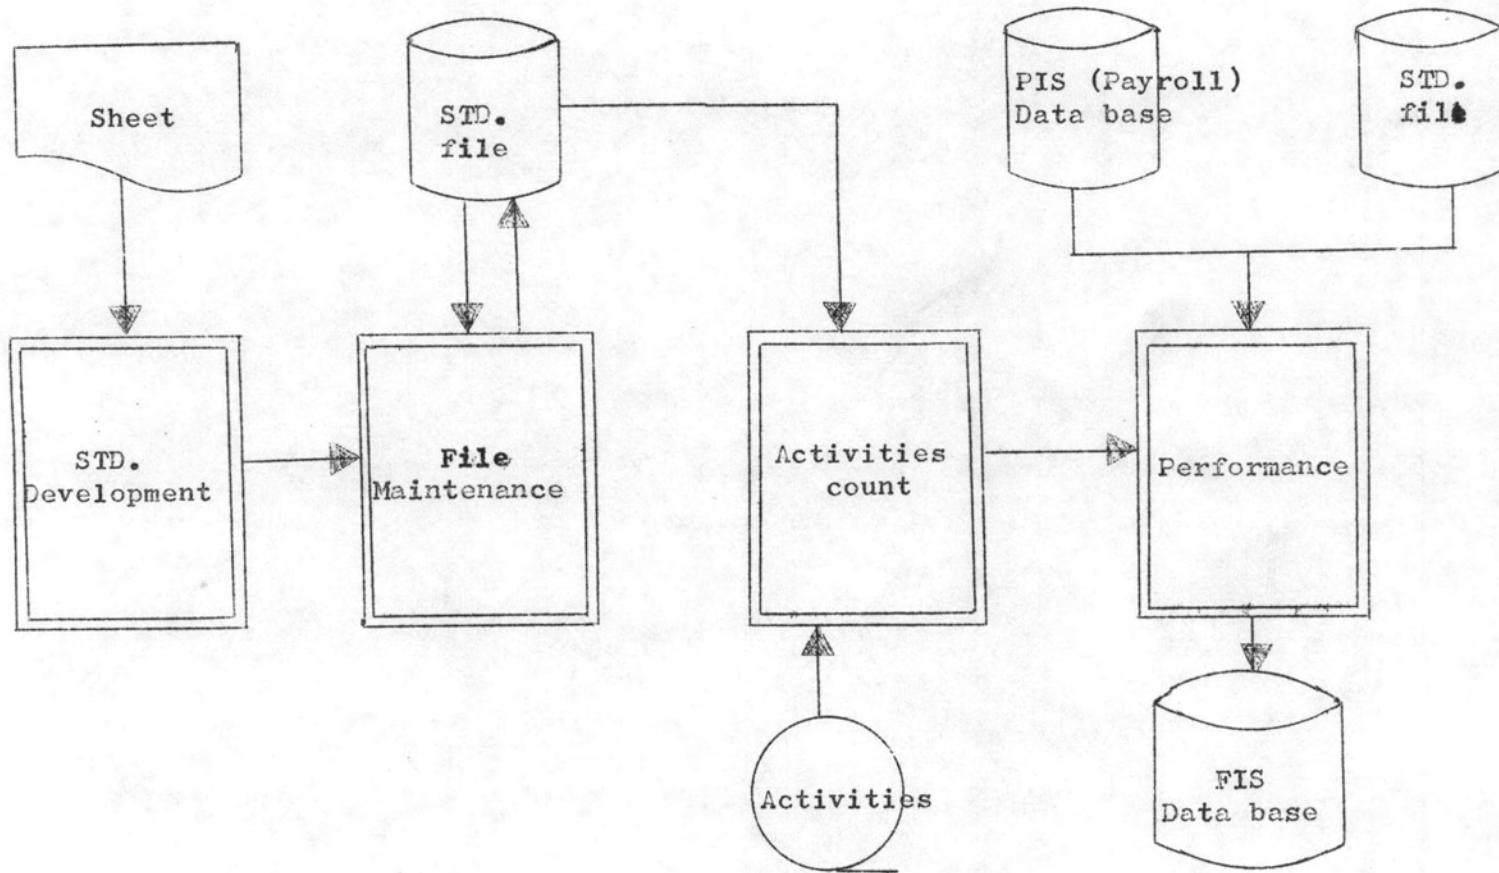 Sheet
STD.
file
PIS (Payroll)
Data base
STD.
file
STD.
Development
File
Maintenance
Activities
count
Performance
Activities
FIS
Data base